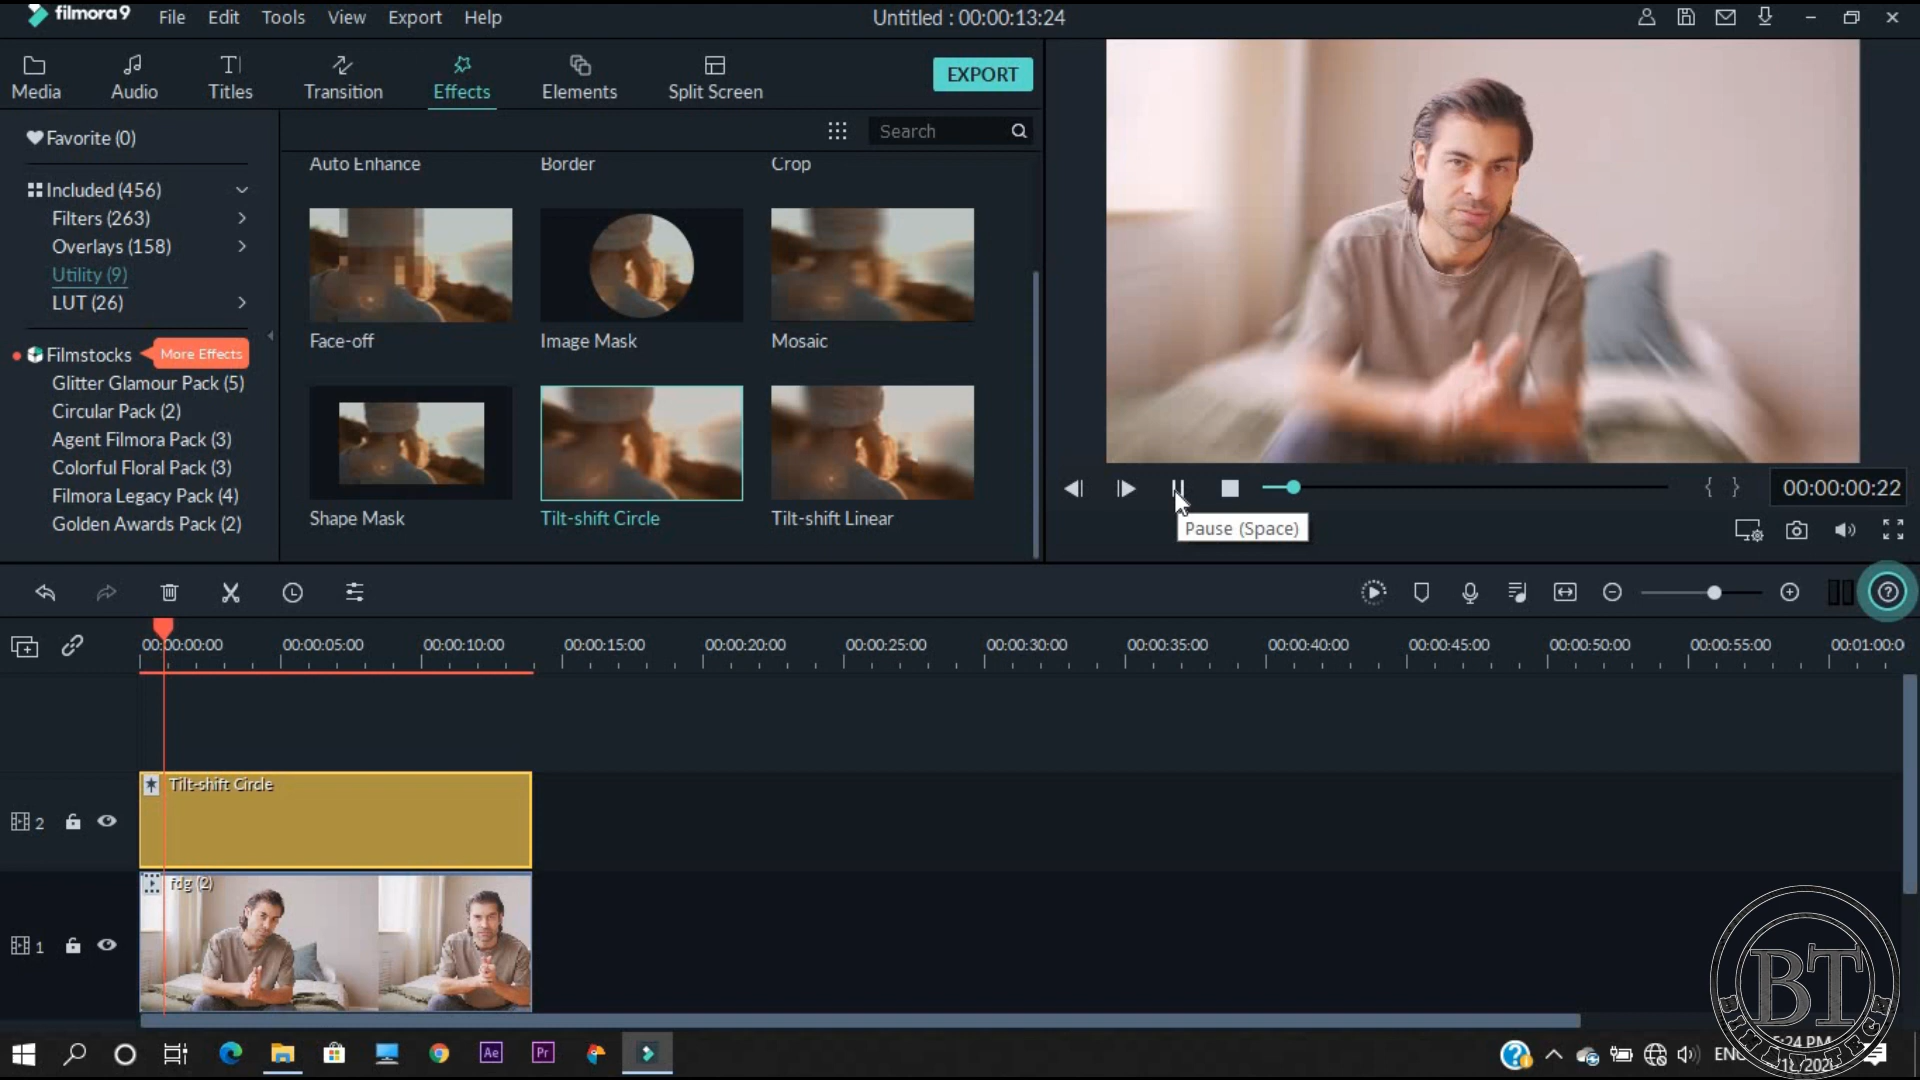 filmora9
File Edit Tools View Export Help
Untitled : 00:00:13:24
Media Audio Titles Transition Effects Elements Split Screen
EXPORT
Favorite (0)
Included (456)
Filters (263)
Overlays (158)
Utility (9)
LUT (26)
Filmstocks
More Effects
Glitter Glamour Pack (5)
Circular Pack (2)
Agent Filmora Pack (3)
Colorful Floral Pack (3)
Filmora Legacy Pack (4)
Golden Awards Pack (2)
Search
Auto Enhance Border Crop
Face-off Image Mask Mosaic
Shape Mask Tilt-shift Circle Tilt-shift Linear
{ } 00:00:00:22
Pause (Space)
00:00:00:00 00:00:05:00 00:00:10:00 00:00:15:00 00:00:20:00 00:00:25:00 00:00:30:00 00:00:35:00 00:00:40:00 00:00:45:00 00:00:50:00 00:00:55:00 00:01:00:0
Tilt-shift Circle
2
fdg (2)
1
BT
Ae Pr